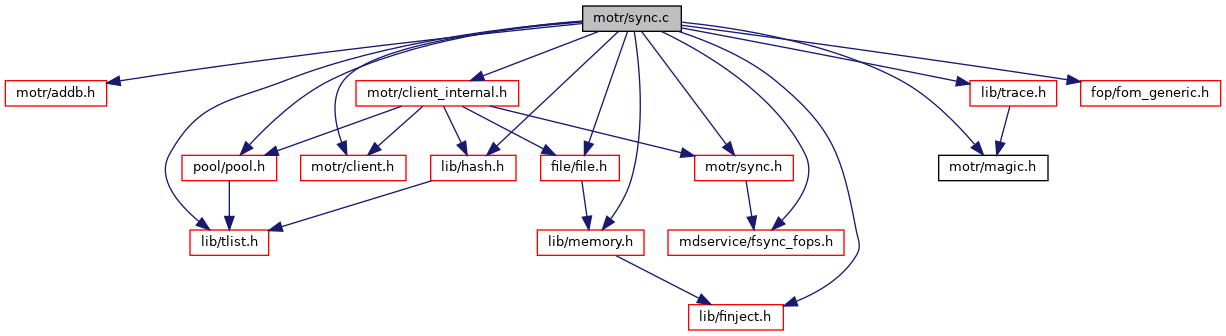 motr/sync.c
motr/addb.h
motr/client_internal.h
lib/trace.h
fop/fom_generic.h
pool/pool.h
motr/client.h
lib/hash.h
file/file.h
motr/sync.h
motr/magic.h
lib/tlist.h
lib/memory.h
mdservice/fsync_fops.h
lib/finject.h